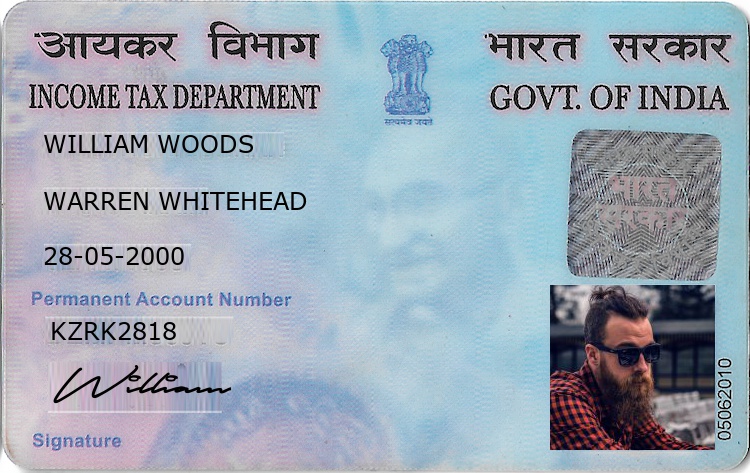 आयकर विभाग
भारत सरकार
INCOME TAX DEPARTMENT
GOVT. OF INDIA
सत्यमेव जयते
WILLIAM WOODS
भारत
सरकार
WARREN WHITEHEAD
28-05-2000
Permanent Account Number
KZRK2818
William
Signature
05062010